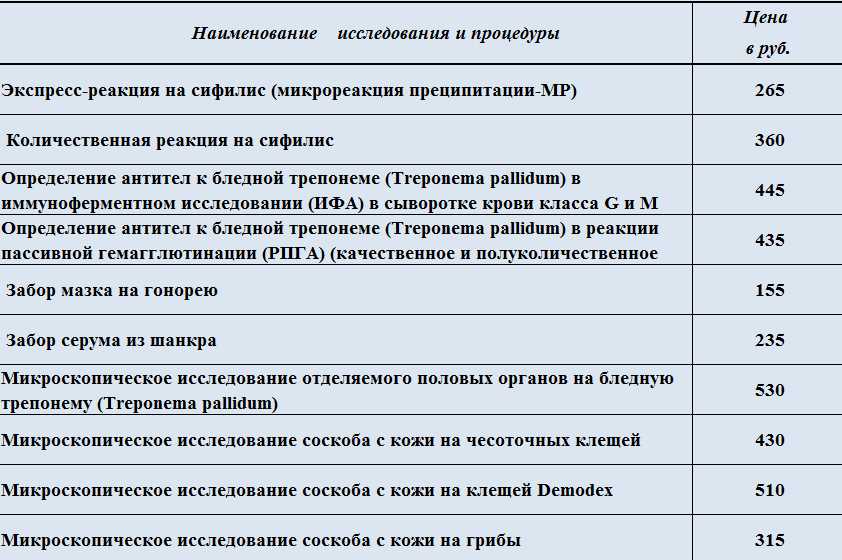 Наименование исследования и процедуры
Цена
в руб.
Экспресс-реакция на сифилис (микрореакция преципитации-МР)
265
Количественная реакция на сифилис
360
Определение антител к бледной трепонеме (Treponema pallidum) в
иммуноферментном исследовании (ИФА) в сыворотке крови класса G и M
445
Определение антител к бледной трепонеме (Treponema pallidum) в реакции
пассивной гемагглютинации (РПГА) (качественное и полуколичественное
435
Забор мазка на гонорею
155
Забор серума из шанкра
235
Микроскопическое исследование отделяемого половых органов на бледную
трепонему (Treponema pallidum)
530
Микроскопическое исследование соскоба с кожи на чесоточных клещей
430
Микроскопическое исследование соскоба с кожи на клещей Demodex
510
Микроскопическое исследование соскоба с кожи на грибы
315